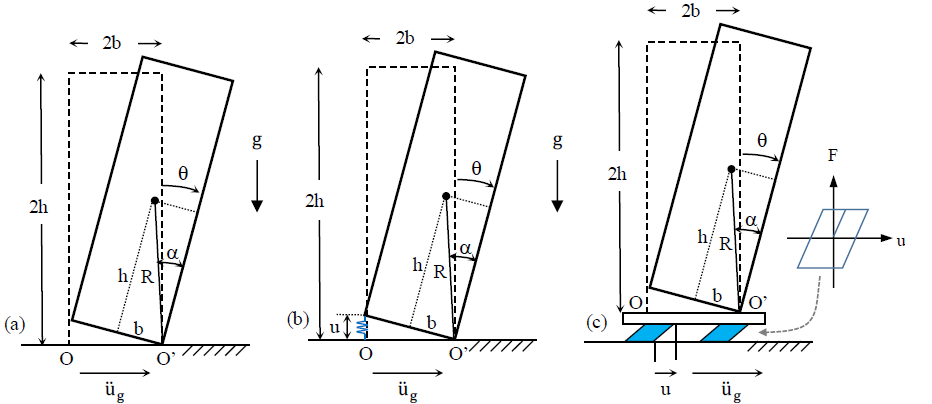 2b
2h
g
θ
α
h
R
b
(a)
O
O'
üg
2b
2h
g
θ
α
h
R
b
(b)
u
O
O'
üg
2b
2h
θ
α
h
R
b
(c)
O
O'
u
üg
F
u